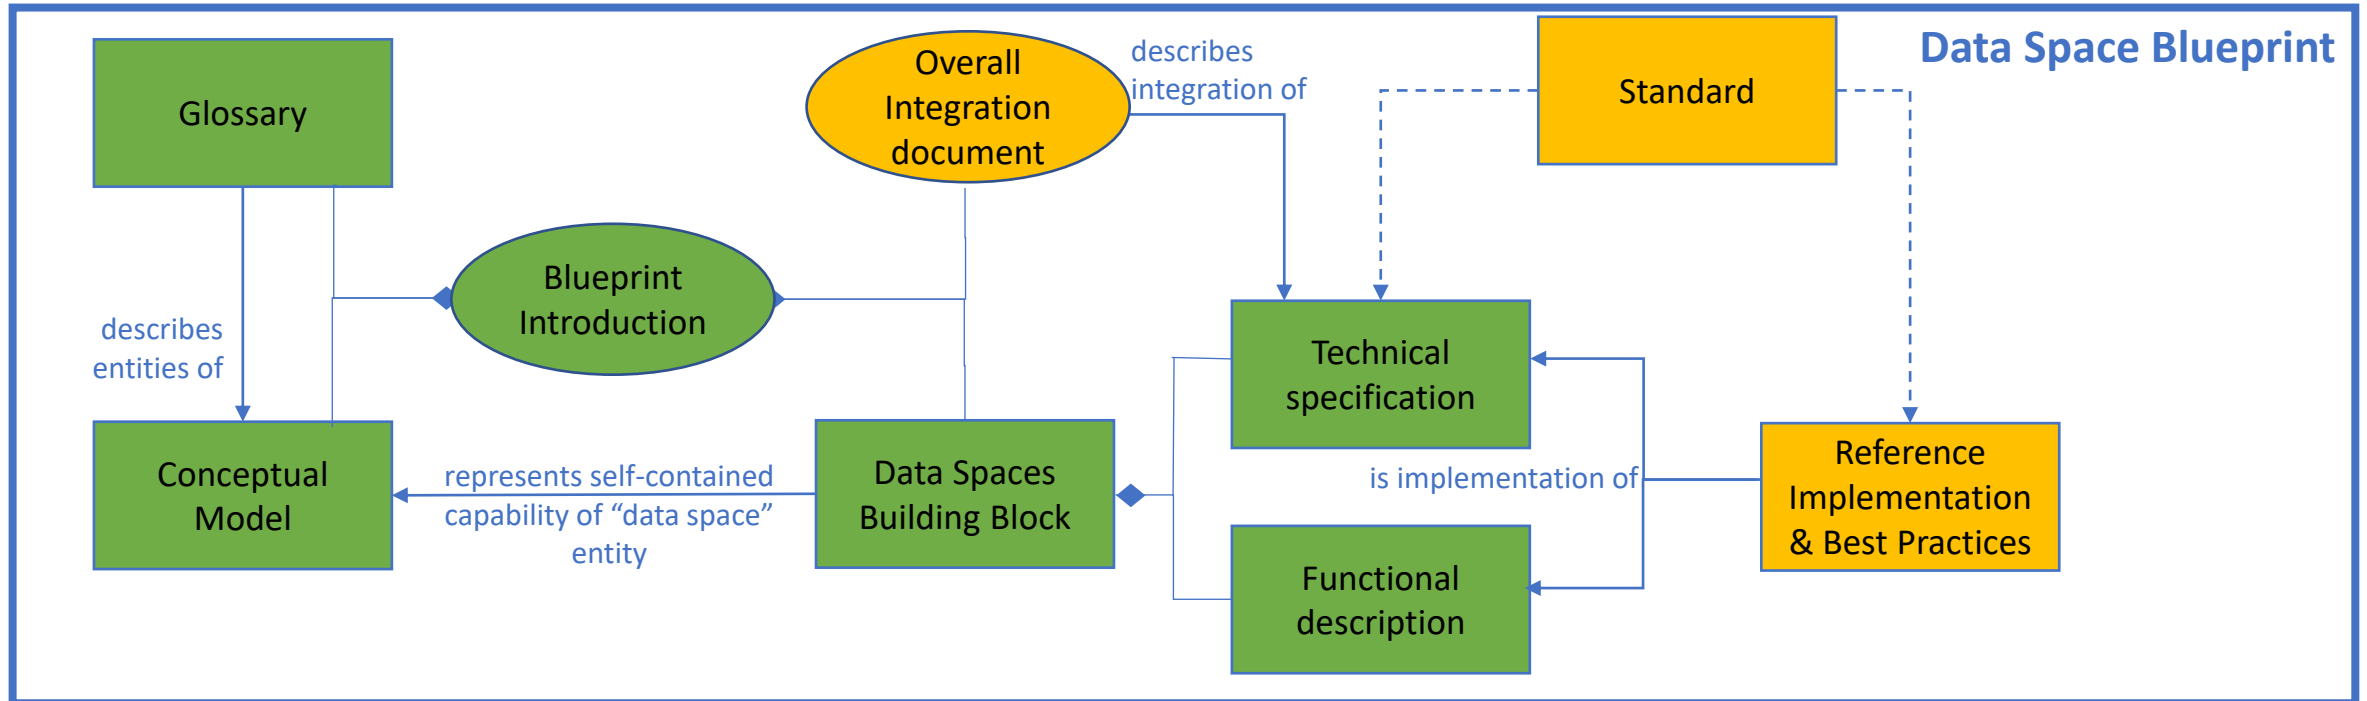 Data Space Blueprint
Glossary
Overall
Integration
document
describes
integration of
Standard
Blueprint
Introduction
describes
entities of
Technical
specification
Conceptual
Model
represents self-contained
capability of “data space”
entity
Data Spaces
Building Block
is implementation of
Reference
Implementation
& Best Practices
Functional
description